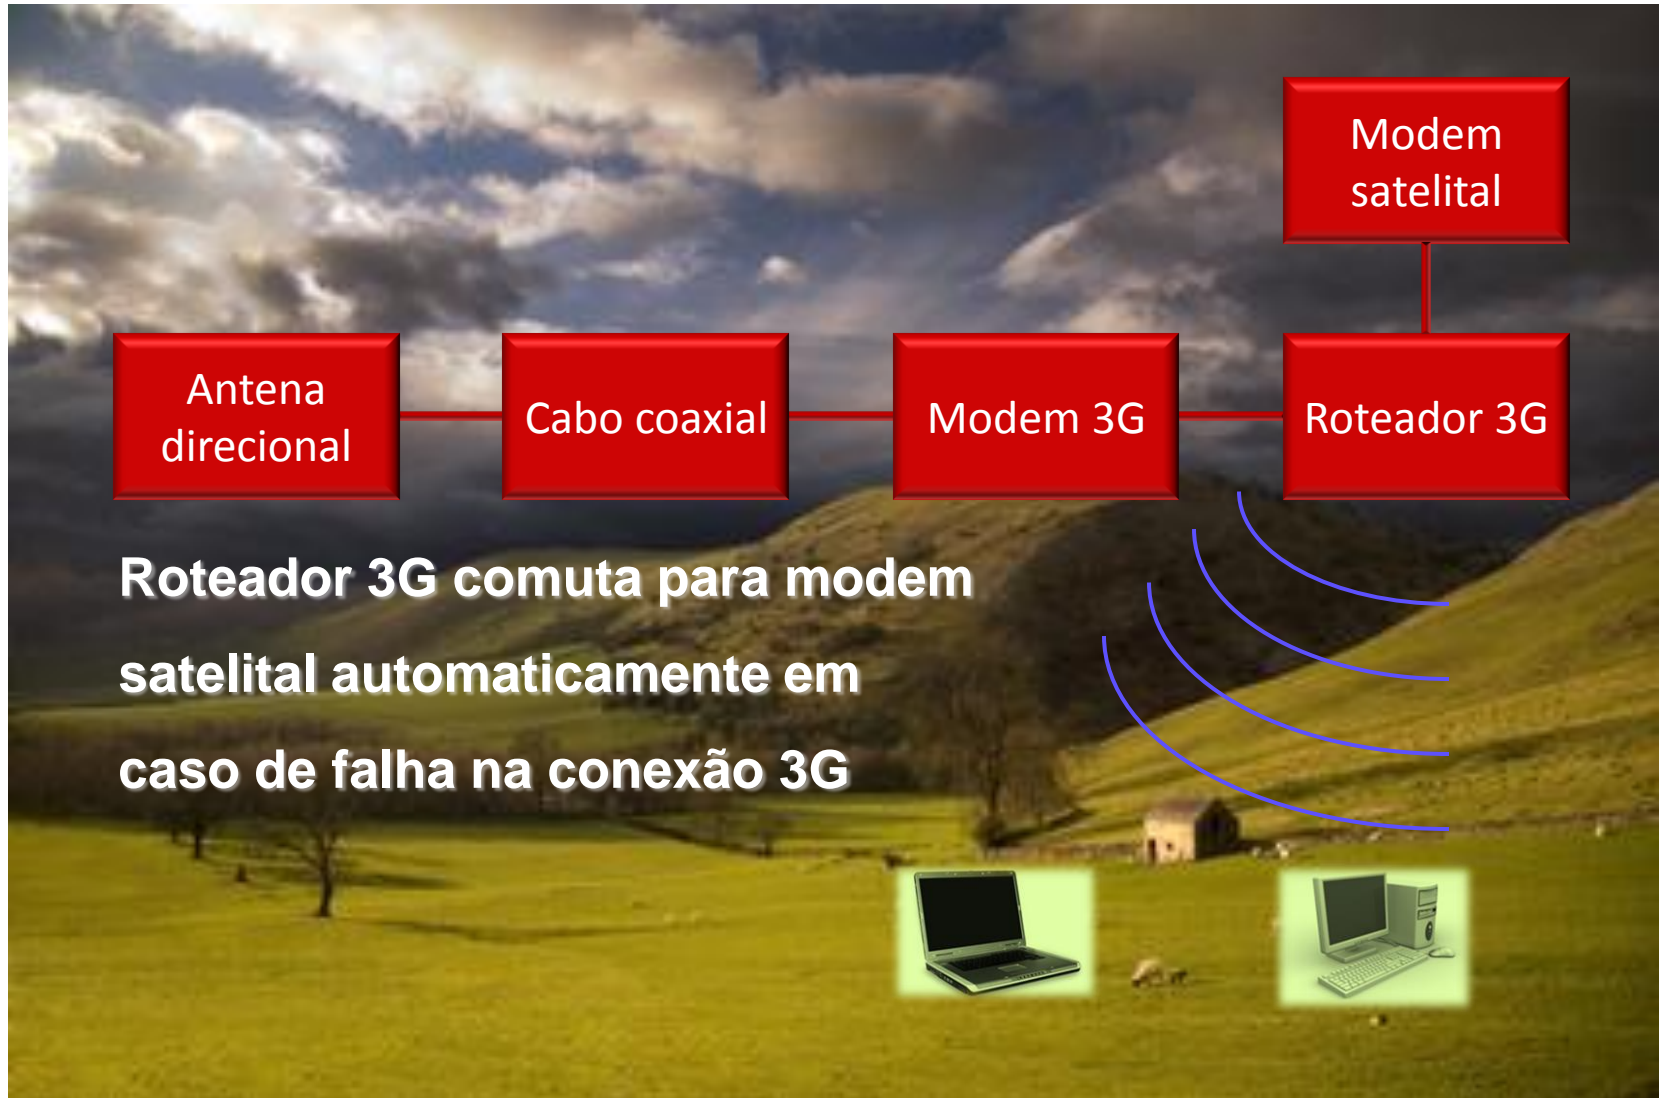 Modem
satelital
Antena
direcional
Cabo coaxial
Modem 3G
Roteador 3G
Roteador 3G comuta para modem
satelital automaticamente em
caso de falha na conexão 3G